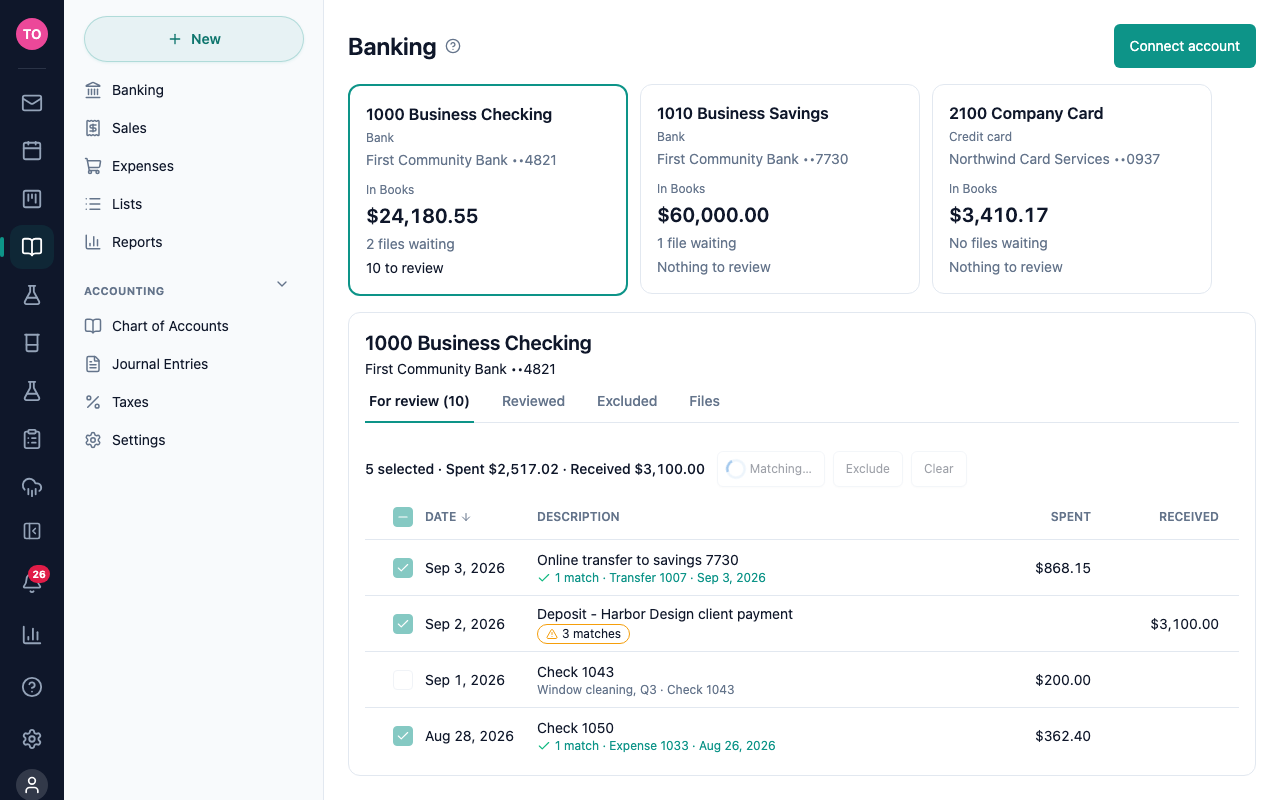 TO
26
New
Banking
Sales
Expenses
Lists
Reports
ACCOUNTING
Chart of Accounts
Journal Entries
Taxes
Settings
Banking
Connect account
1000 Business Checking
Bank
First Community Bank ••4821
In Books
$24,180.55
2 files waiting
10 to review
1010 Business Savings
Bank
First Community Bank ••7730
In Books
$60,000.00
1 file waiting
Nothing to review
2100 Company Card
Credit card
Northwind Card Services ••0937
In Books
$3,410.17
No files waiting
Nothing to review
1000 Business Checking
First Community Bank ••4821
For review (10) Reviewed Excluded Files
5 selected · Spent $2,517.02 · Received $3,100.00 Matching... Exclude Clear
DATE DESCRIPTION SPENT RECEIVED
Sep 3, 2026 Online transfer to savings 7730 $868.15
1 match · Transfer 1007 · Sep 3, 2026
Sep 2, 2026 Deposit - Harbor Design client payment $3,100.00
3 matches
Sep 1, 2026 Check 1043 $200.00
Window cleaning, Q3 · Check 1043
Aug 28, 2026 Check 1050 $362.40
1 match · Expense 1033 · Aug 26, 2026